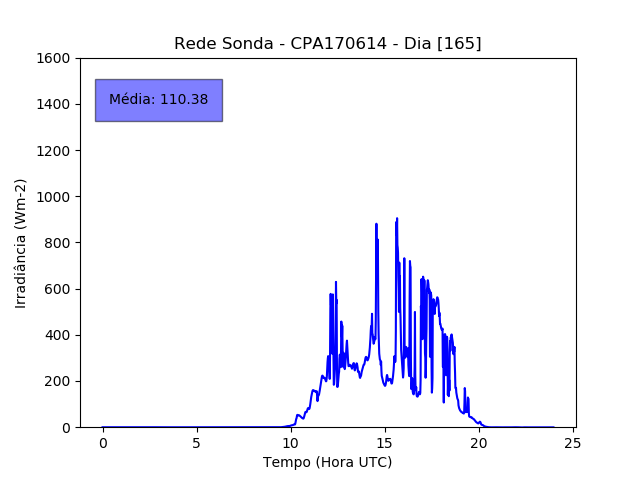 Rede Sonda - CPA170614 - Dia [165]
1600
1400
1200
1000
800
600
400
200
0
Média: 110.38
Irradiância (Wm-2)
0 5 10 15 20 25
Tempo (Hora UTC)